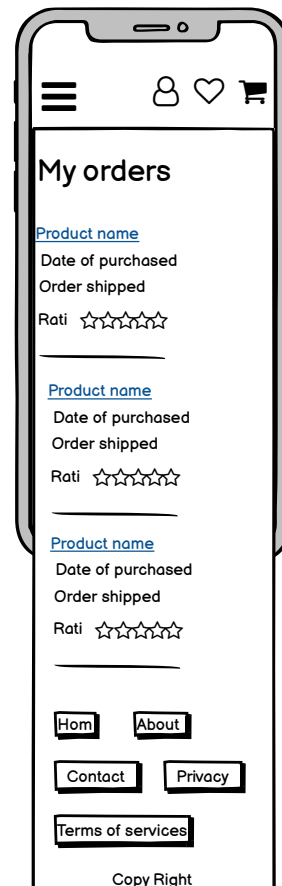 My orders
Product name
Date of purchased
Order shipped
Rati
Product name
Date of purchased
Order shipped
Rati
Product name
Date of purchased
Order shipped
Rati
Hom About
Contact Privacy
Terms of services
Copy Right